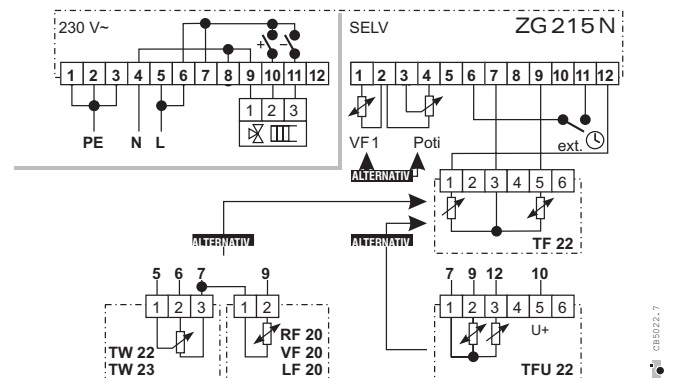 230 V~
SELV
ZG 215 N
+ –
1 2 3 4 5 6 7 8 9 10 11 12
1 2 3 4 5 6 7 8 9 10 11 12
1 2 3
PE N L
VF1 Poti
ext.
ALTERNATIV
1 2 3 4 5 6
TF 22
ALTERNATIV
ALTERNATIV
5 6 7 9
7 9 12 10
1 2 3
1 2
1 2 3 4 5 6
U+
TW 22
TW 23
RF 20
VF 20
LF 20
TFU 22
CB5022.7